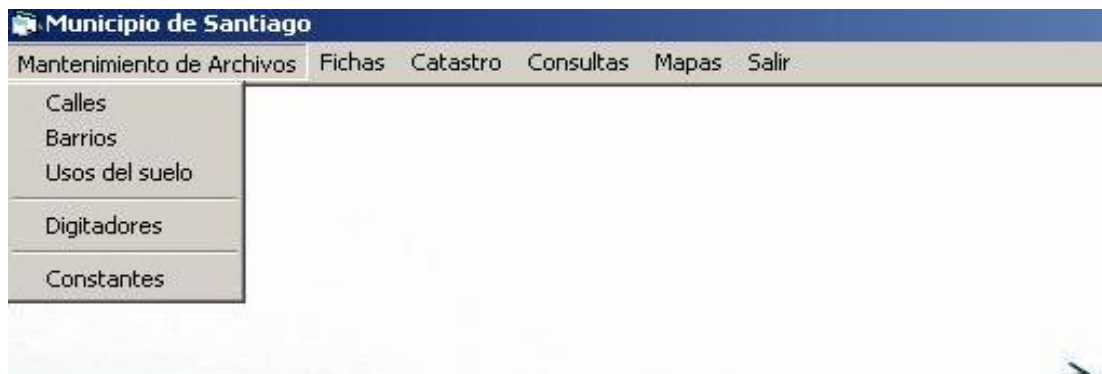 Municipio de Santiago
Mantenimiento de Archivos Fichas Catastro Consultas Mapas Salir
Calles
Barrios
Usos del suelo
Digitadores
Constantes